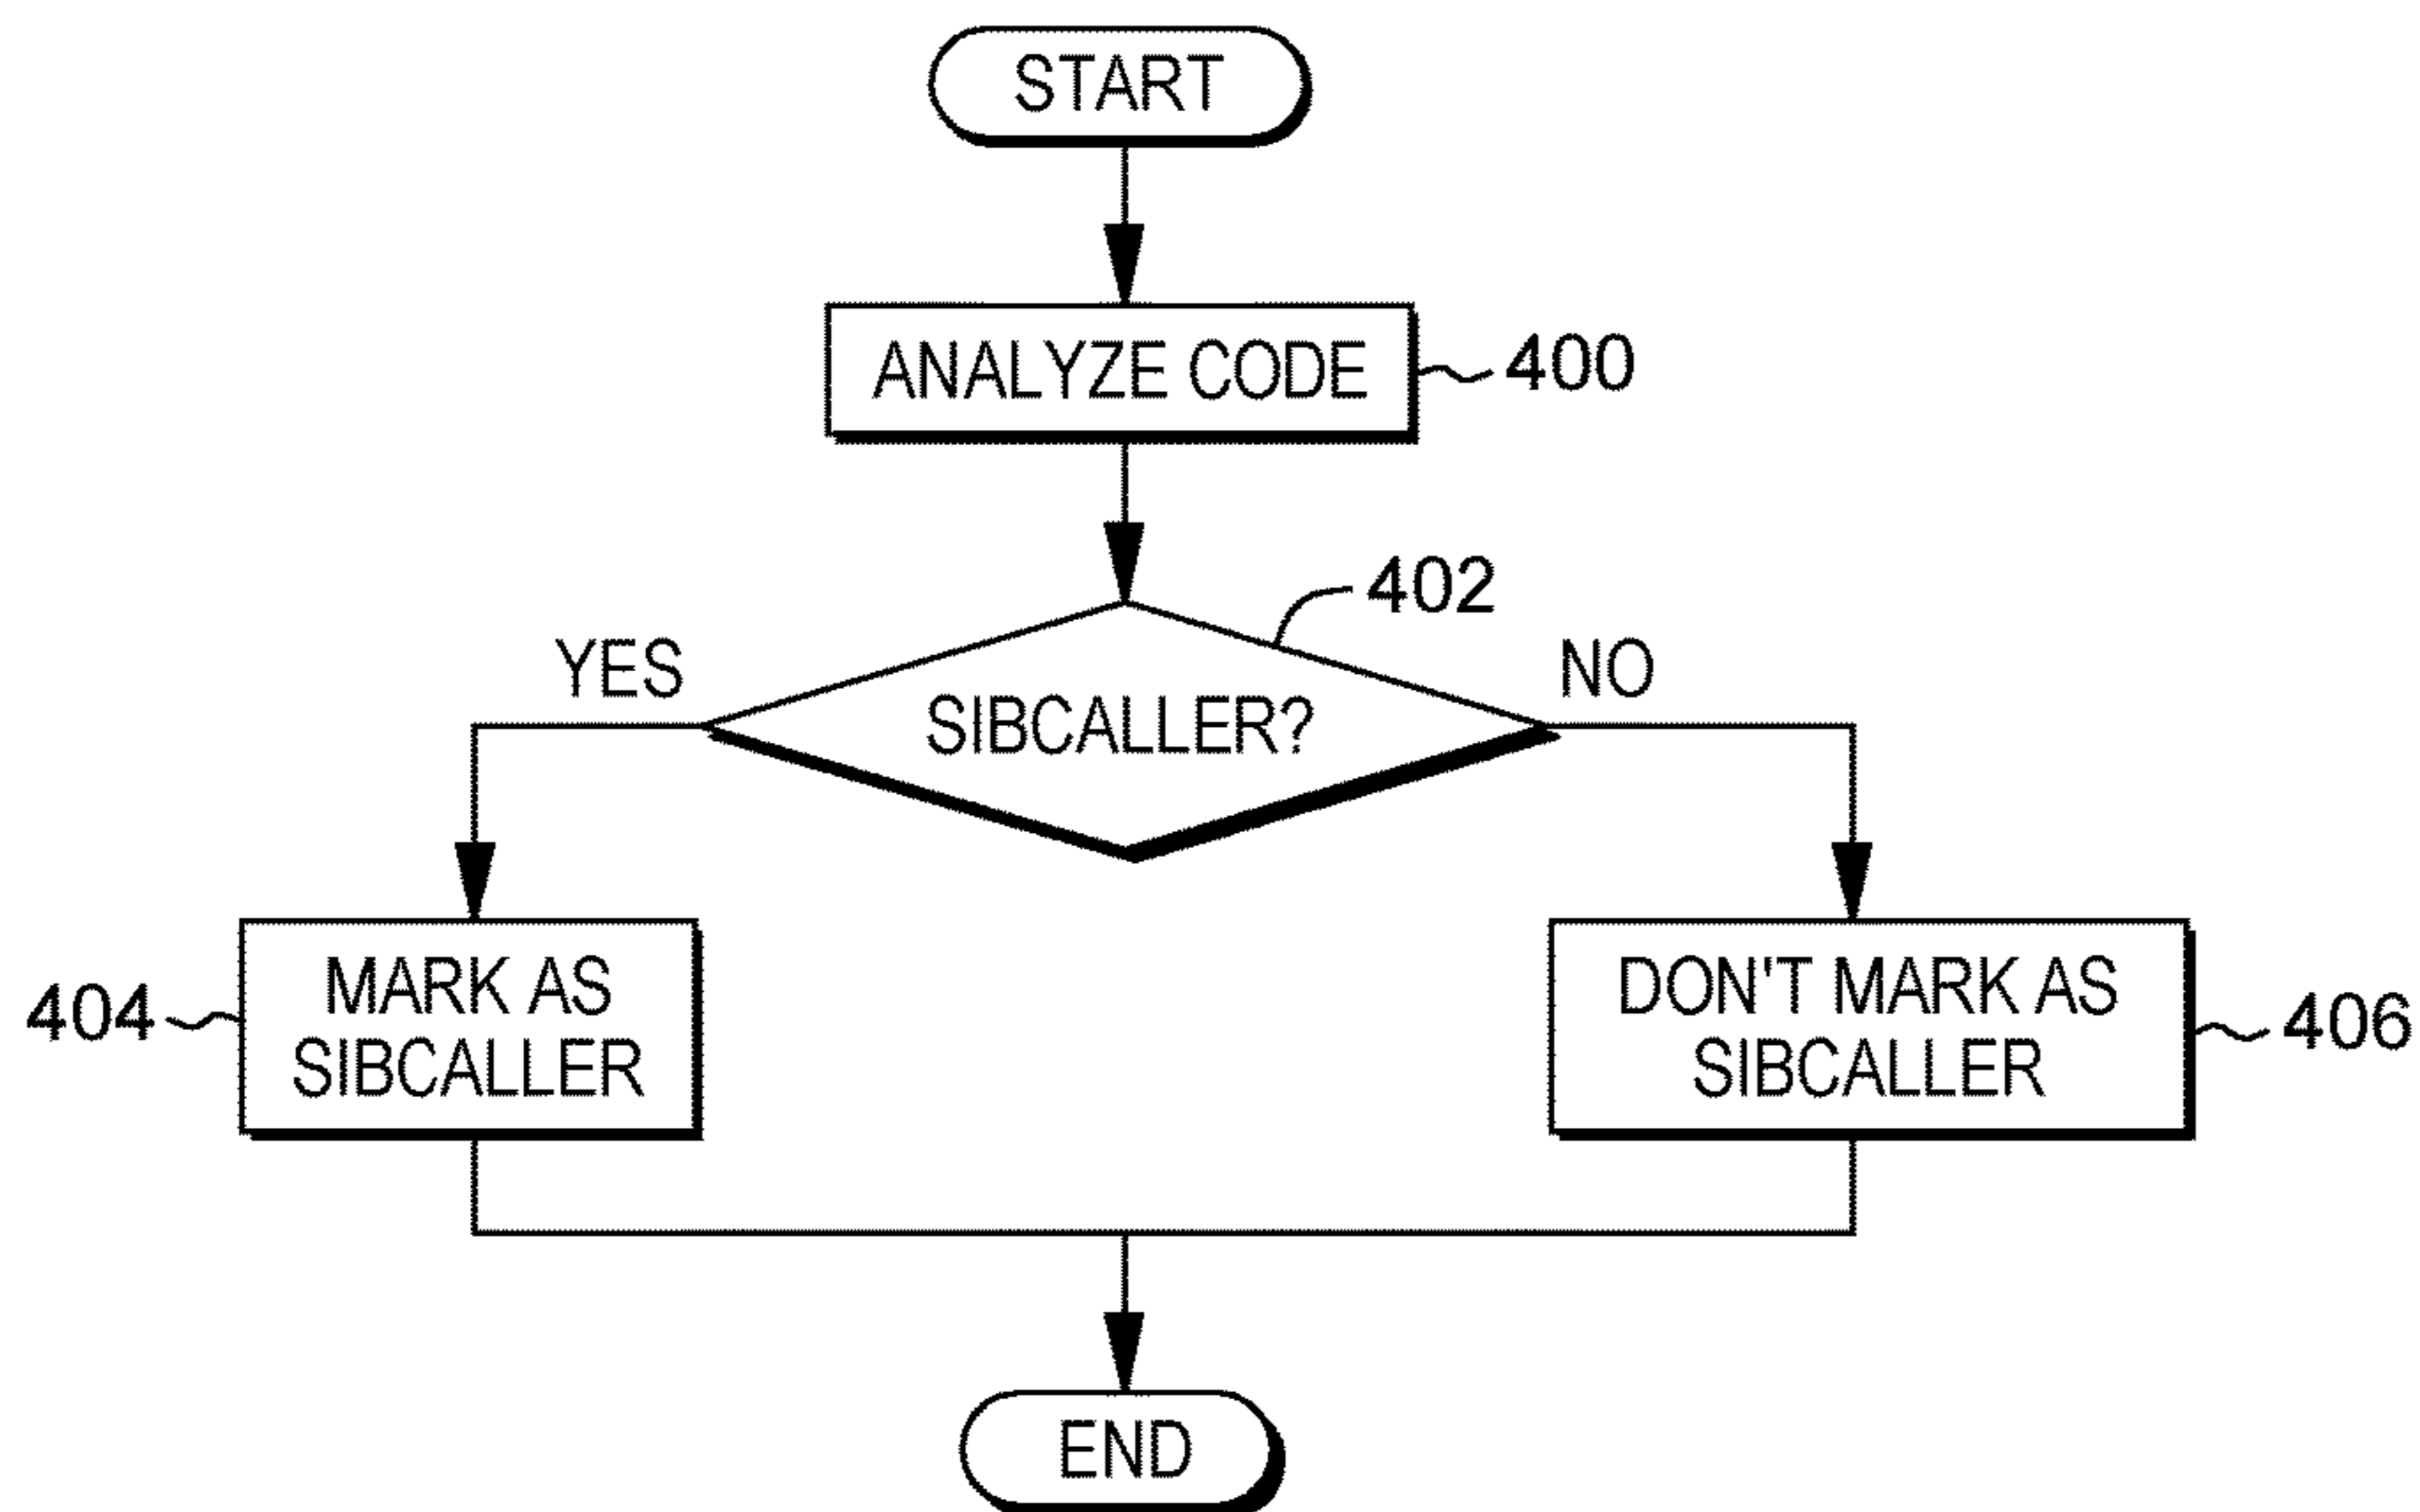 START
ANALYZE CODE
400
402
YES
NO
SIBCALLER?
404
MARK AS
SIBCALLER
DON'T MARK AS
SIBCALLER
406
END